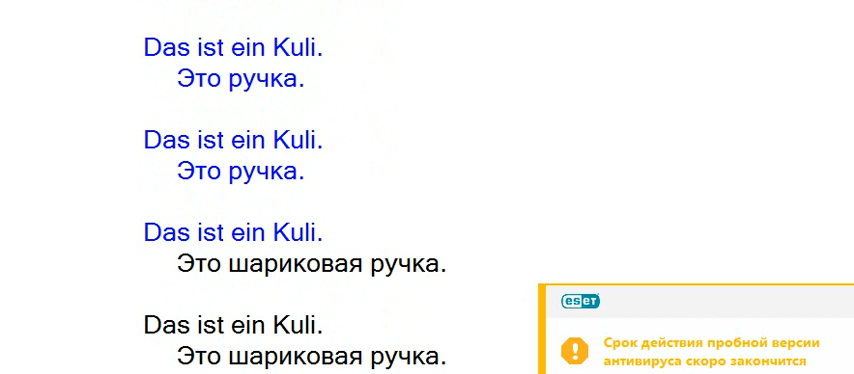 Das ist ein Kuli.
Это ручка.
Das ist ein Kuli.
Это ручка.
Das ist ein Kuli.
Это шариковая ручка.
Das ist ein Kuli.
Это шариковая ручка.
eset
Срок действия пробной версии
антивируса скоро закончится